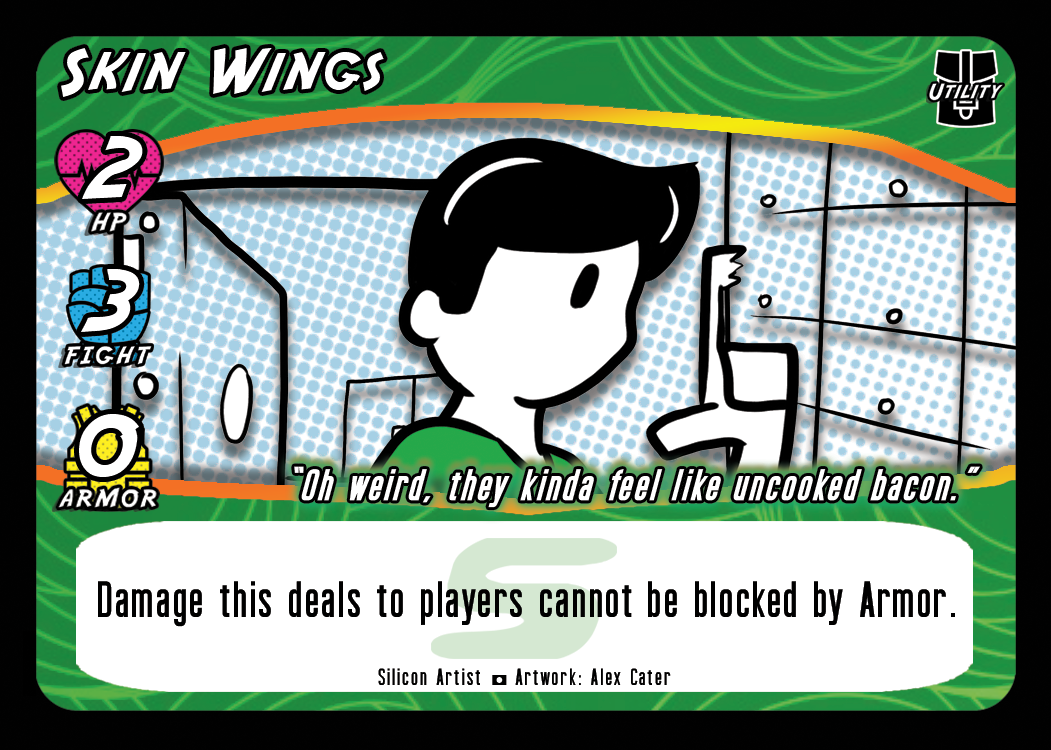 Skin Wings
Utility
2
HP
3
Fight
0
Armor
"Oh weird, they kinda feel like uncooked bacon."
S
Damage this deals to players cannot be blocked by Armor.
Silicon Artist Artwork: Alex Cater